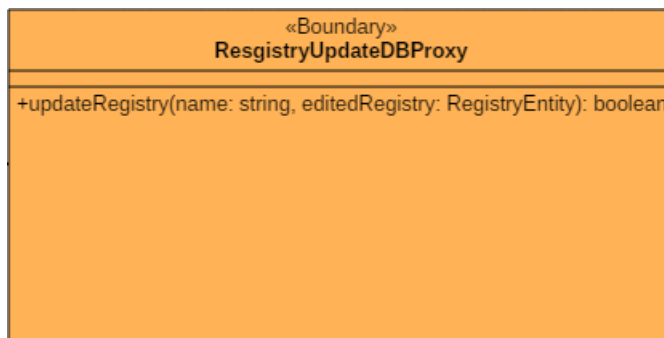 «Boundary»
ResgistryUpdateDBProxy
+updateRegistry(name: string, editedRegistry: RegistryEntity): boolean